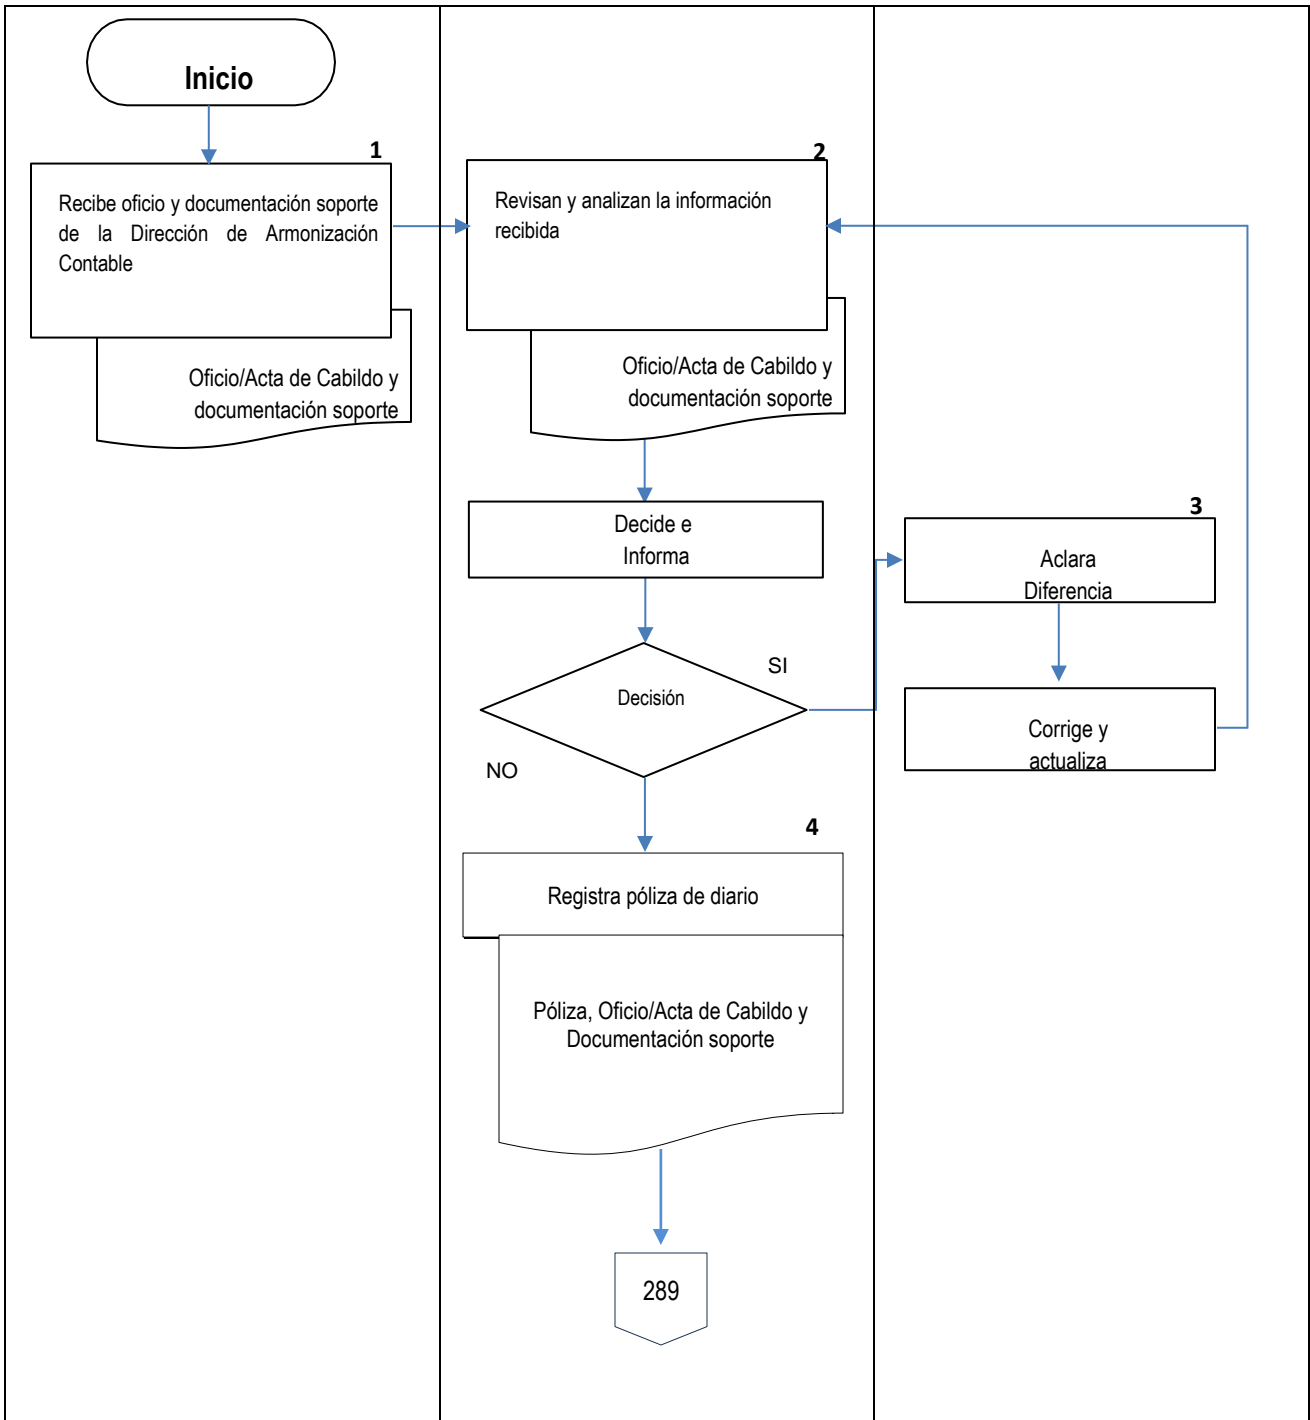 Inicio
1
Recibe oficio y documentación soporte
de la Dirección de Armonización
Contable
Oficio/Acta de Cabildo y
documentación soporte
2
Revisan y analizan la información
recibida
Oficio/Acta de Cabildo y
documentación soporte
Decide e
Informa
Decisión
SI
NO
3
Aclara
Diferencia
Corrige y
actualiza
4
Registra póliza de diario
Póliza, Oficio/Acta de Cabildo y
Documentación soporte
289